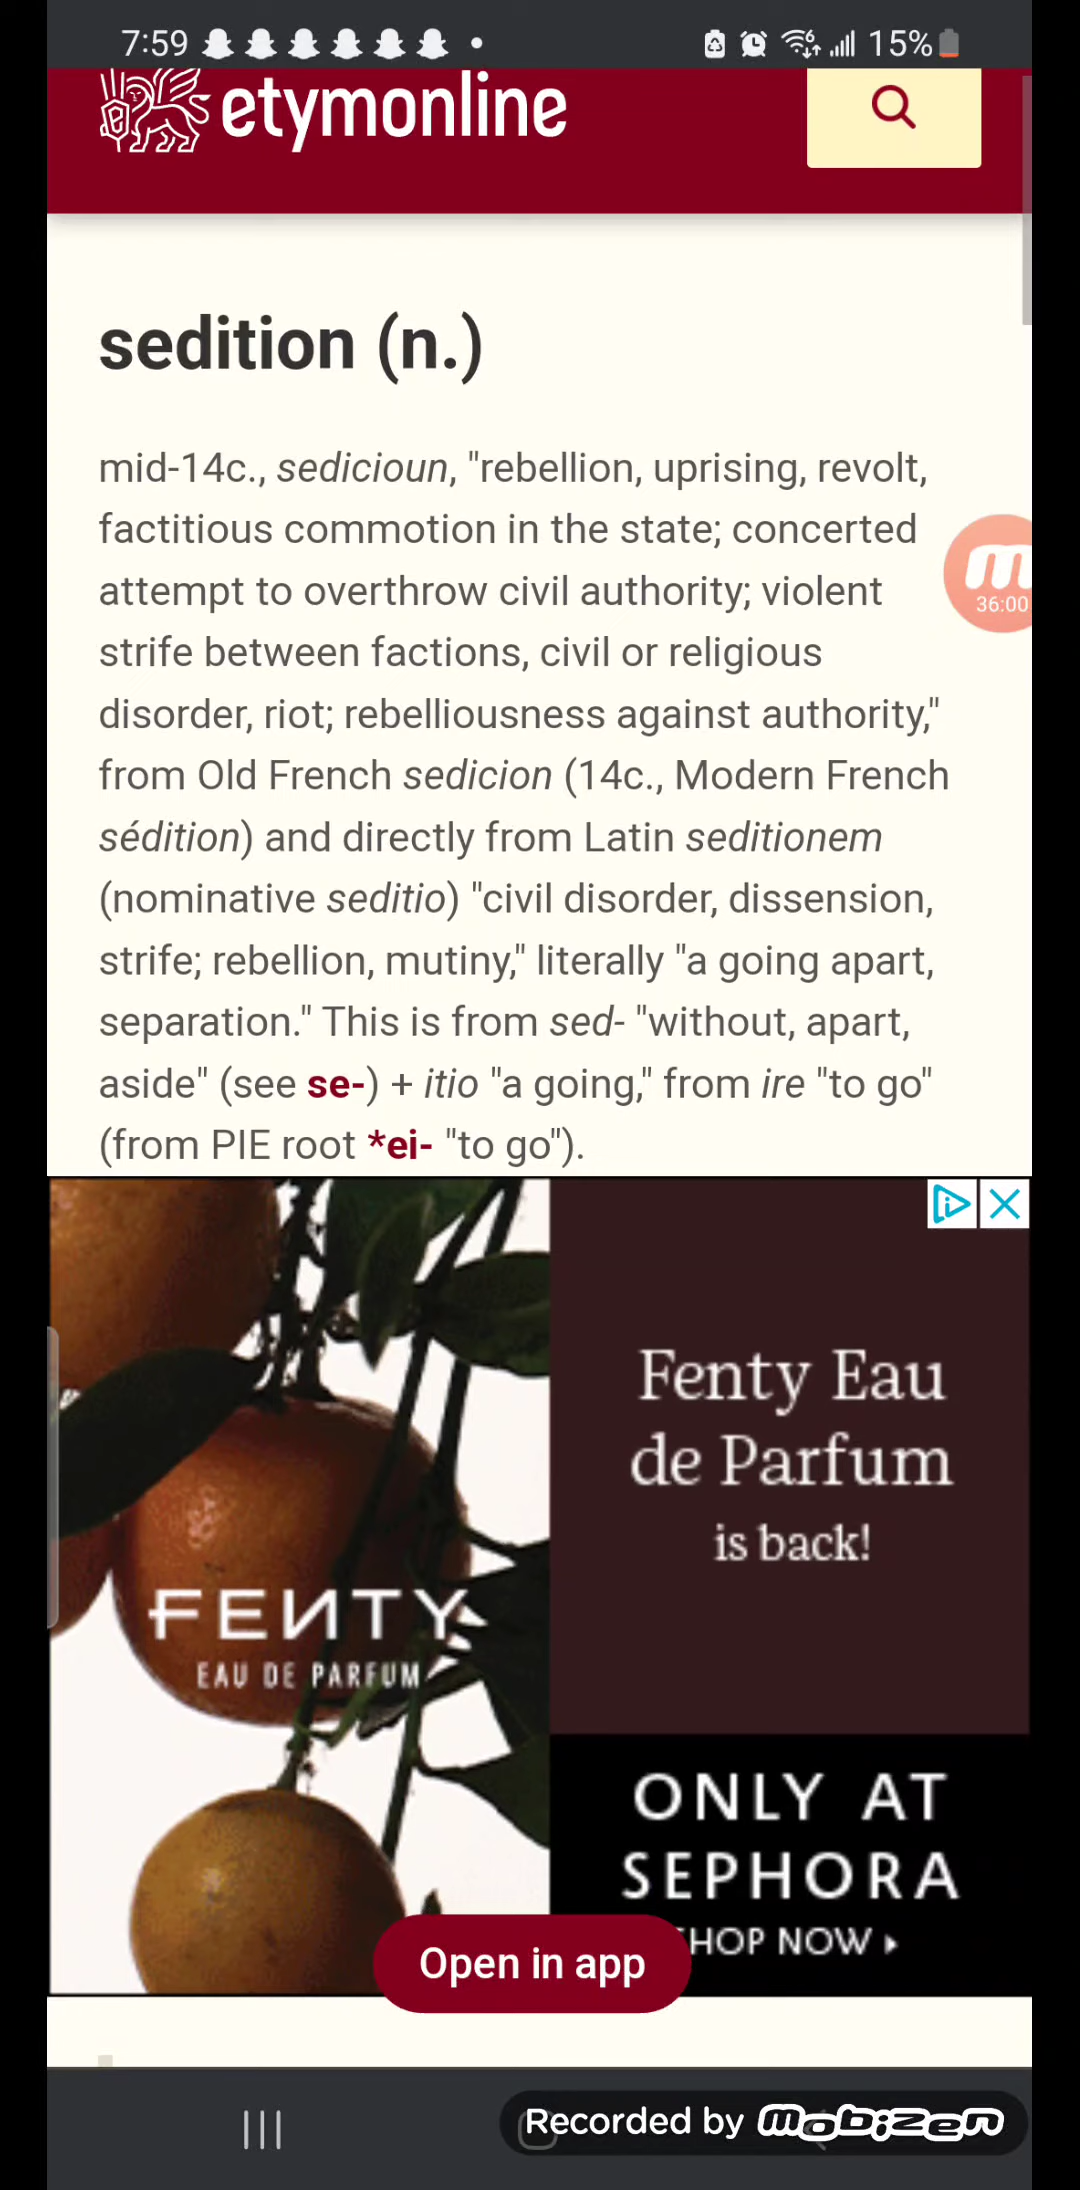 7:59 15%
etymonline
sedition (n.)
mid-14c., sedicioun, "rebellion, uprising, revolt,
factitious commotion in the state; concerted
attempt to overthrow civil authority; violent
strife between factions, civil or religious
disorder, riot; rebelliousness against authority,"
from Old French sedicion (14c., Modern French
sédition) and directly from Latin seditionem
(nominative seditio) "civil disorder, dissension,
strife; rebellion, mutiny," literally "a going apart,
separation." This is from sed- "without, apart,
aside" (see se-) + itio "a going," from ire "to go"
(from PIE root *ei- "to go").
36:00
FENTY
EAU DE PARFUM
Fenty Eau
de Parfum
is back!
ONLY AT
SEPHORA
HOP NOW
Open in app
Recorded by mobizen